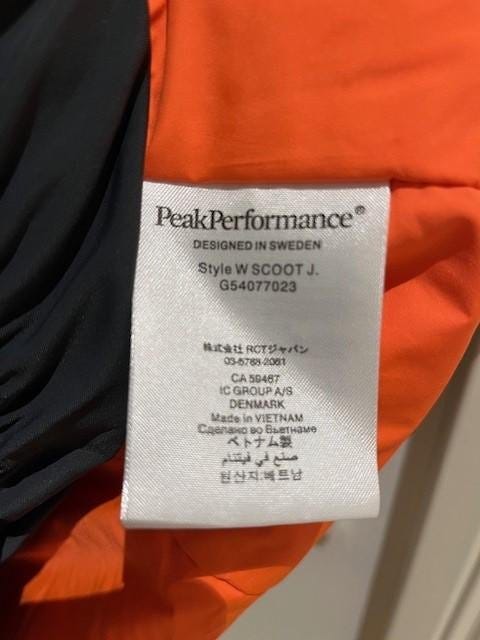 PeakPerformance®
DESIGNED IN SWEDEN
Style W SCOOT J.
G54077023
株式会社 RCTジャパン
03-5768-2061
CA 59467
IC GROUP A/S
DENMARK
Made in VIETNAM
Сделано во Вьетнаме
ベトナム製
صنع في فيتنام
원산지:베트남